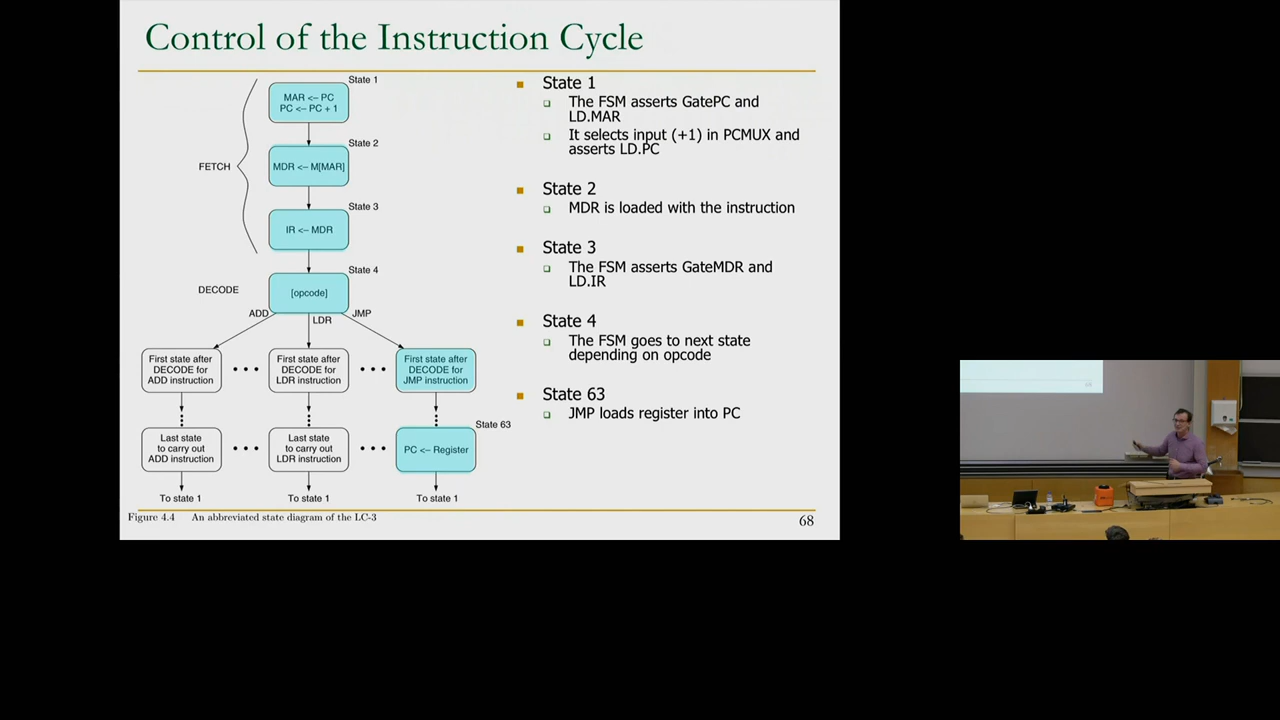 Control of the Instruction Cycle
State 1
MAR <– PC
PC <– PC + 1
State 2
FETCH
MDR <– M[MAR]
State 3
IR <– MDR
State 4
DECODE
[opcode]
ADD
LDR
JMP
First state after
DECODE for
ADD instruction
• • •
First state after
DECODE for
LDR instruction
• • •
First state after
DECODE for
JMP instruction
State 63
Last state
to carry out
ADD instruction
• • •
Last state
to carry out
LDR instruction
• • •
PC <– Register
To state 1
To state 1
To state 1
Figure 4.4 An abbreviated state diagram of the LC-3
State 1
The FSM asserts GatePC and
LD.MAR
It selects input (+1) in PCMUX and
asserts LD.PC
State 2
MDR is loaded with the instruction
State 3
The FSM asserts GateMDR and
LD.IR
State 4
The FSM goes to next state
depending on opcode
State 63
JMP loads register into PC
68